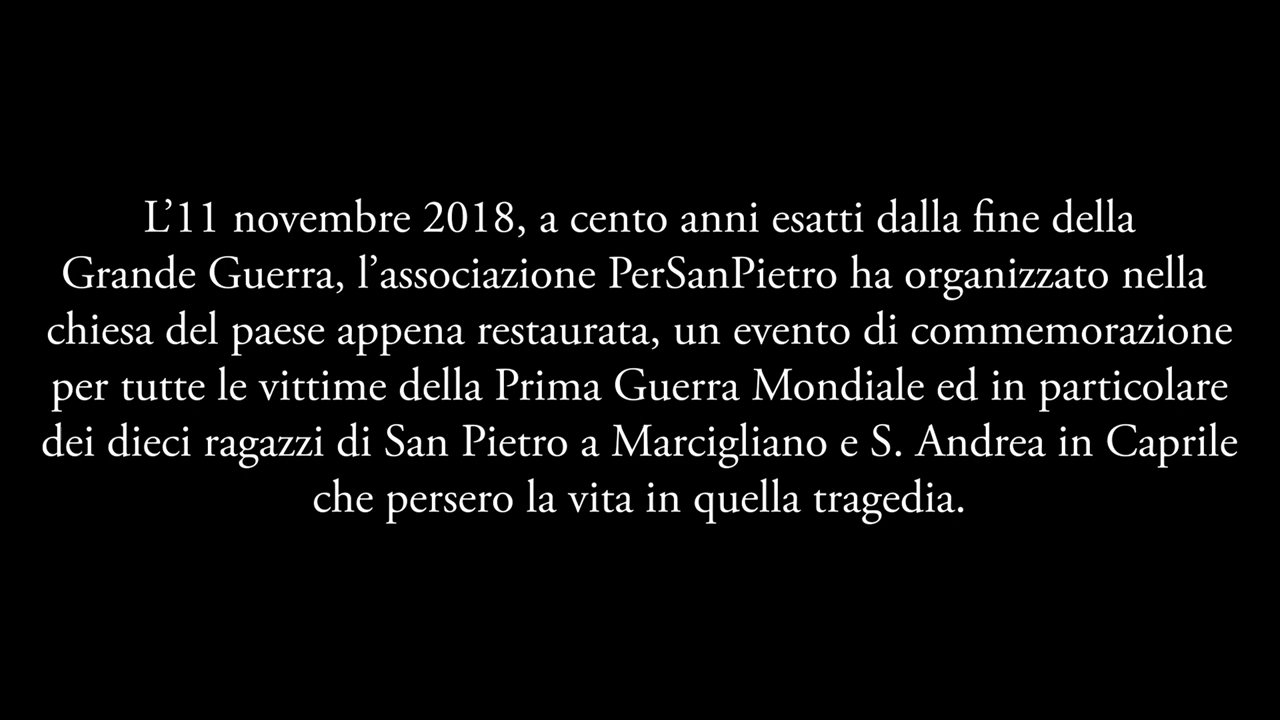 L’11 novembre 2018, a cento anni esatti dalla fine della
Grande Guerra, l’associazione PerSanPietro ha organizzato nella
chiesa del paese appena restaurata, un evento di commemorazione
per tutte le vittime della Prima Guerra Mondiale ed in particolare
dei dieci ragazzi di San Pietro a Marcigliano e S. Andrea in Caprile
che persero la vita in quella tragedia.